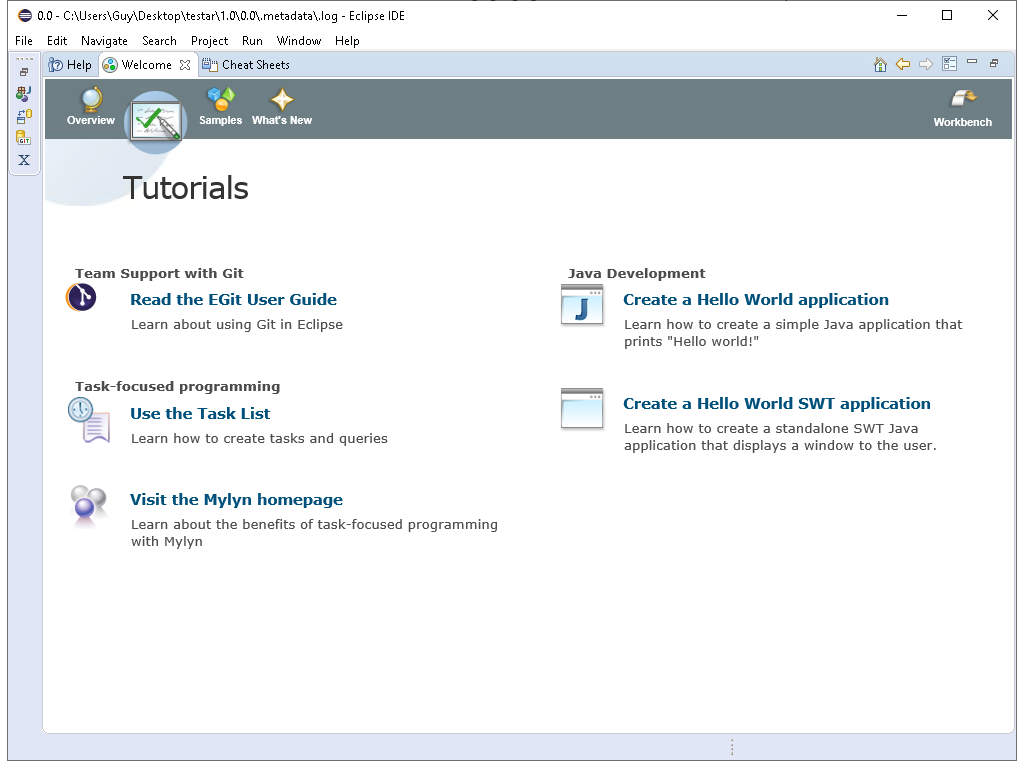 0.0 - C:\Users\Guy\Desktop\testar\1.0\0.0\.metadata\.log - Eclipse IDE
File Edit Navigate Search Project Run Window Help
Help Welcome Cheat Sheets
Overview Samples What's New Workbench
Tutorials
Team Support with Git
Read the EGit User Guide
Learn about using Git in Eclipse
Task-focused programming
Use the Task List
Learn how to create tasks and queries
Visit the Mylyn homepage
Learn about the benefits of task-focused programming
with Mylyn
Java Development
Create a Hello World application
Learn how to create a simple Java application that
prints "Hello world!"
Create a Hello World SWT application
Learn how to create a standalone SWT Java
application that displays a window to the user.
GIT
X